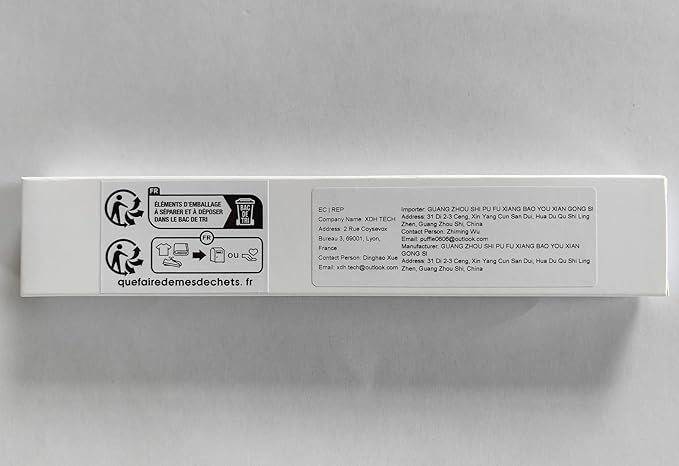 FR
ÉLÉMENTS D'EMBALLAGE
À SÉPARER ET À DÉPOSER
DANS LE BAC DE TRI
BAC
DE
TRI
FR
OU
quefairedemesdechets. fr
EC | REP
Company Name: XDH TECH
Address: 2 Rue Coysevox
Bureau 3, 69001, Lyon,
France
Contact Person: Dinghao Xue
Email: xdh.tech@outlook.com
Importer: GUANG ZHOU SHI PU FU XIANG BAO YOU XIAN GONG SI
Address: 31 Di 2-3 Ceng, Xin Yang Cun San Dui, Hua Du Qu Shi Ling
Zhen, Guang Zhou Shi, China
Contact Person: Zhiming Wu
Email: puffie0606@outlook.com
Manufacturer: GUANG ZHOU SHI PU FU XIANG BAO YOU XIAN
GONG SI
Address: 31 Di 2-3 Ceng, Xin Yang Cun San Dui, Hua Du Qu Shi Ling
Zhen, Guang Zhou Shi, China